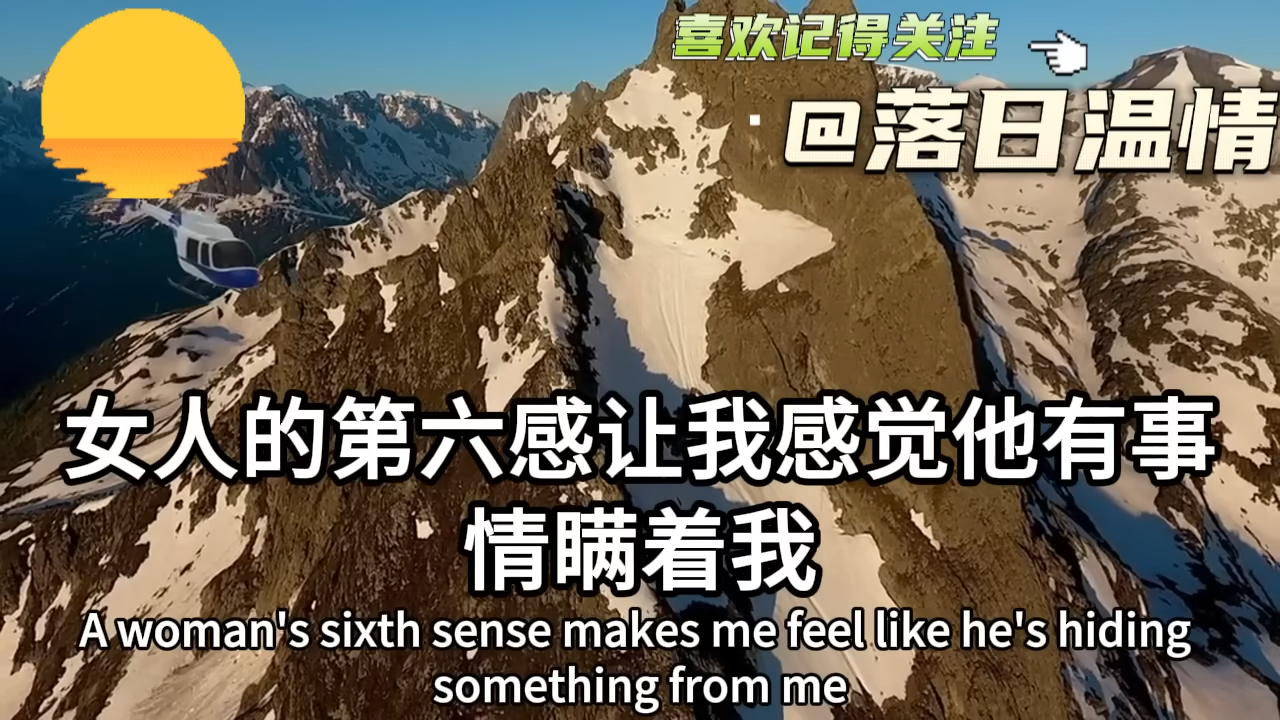 喜欢记得关注
@落日温情
女人的第六感让我感觉他有事
情瞒着我
A woman's sixth sense makes me feel like he's hiding
something from me